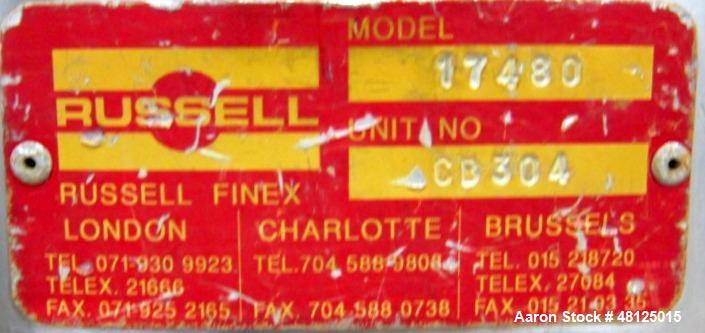 MODEL
17480
RUSSELL
UNIT NO
CB304
RUSSELL FINEX
LONDON
TEL. 071-930 9923
TELEX. 21666
FAX. 071 925 2165
CHARLOTTE
TEL. 704 588-9808
FAX. 704 588 0738
BRUSSELS
TEL. 015 218720
TELEX. 27084
FAX. 015 21 93 35
Aaron Stock # 48125015